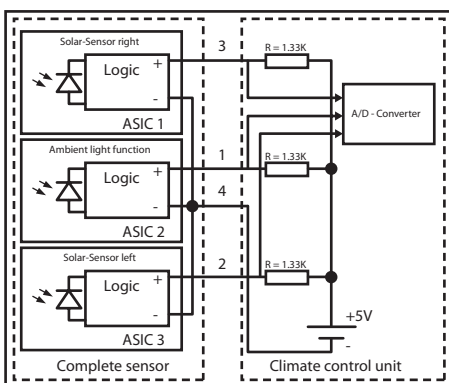 Solar-Sensor right
Logic
+
-
ASIC 1
3
R = 1.33K
A/D - Converter
Ambient light function
Logic
+
-
ASIC 2
1
4
R = 1.33K
Solar-Sensor left
Logic
+
-
ASIC 3
2
R = 1.33K
+5V
-
Complete sensor
Climate control unit